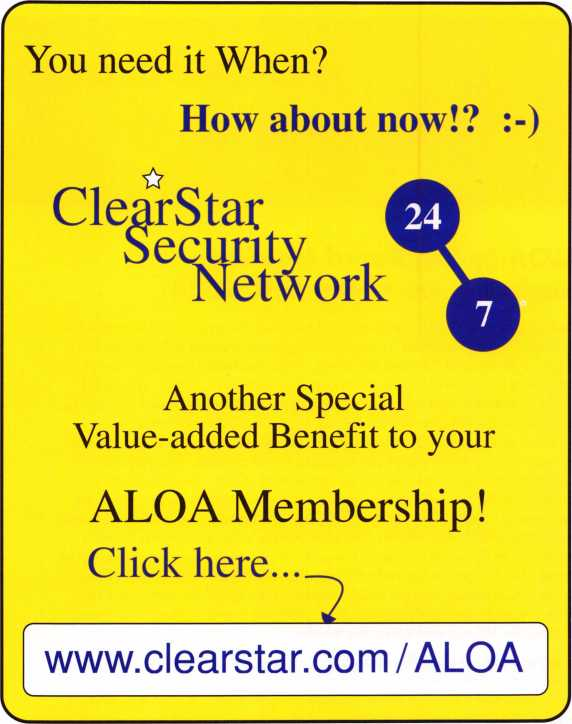 You need it When?
How about now!? :-)
ClearStar
Security
Network
24
7
Another Special
Value-added Benefit to your
ALOA Membership!
Click here...
www.clearstar.com/ALOA